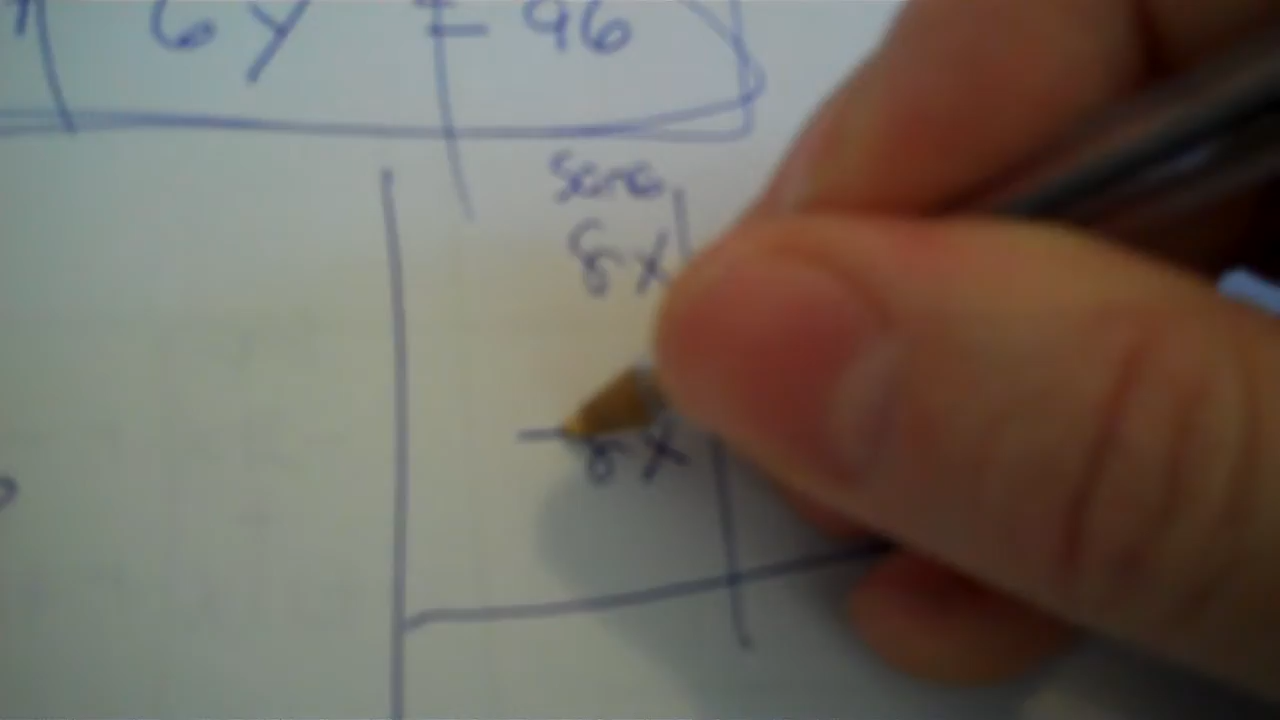 6y = 96
same
8x
-8x